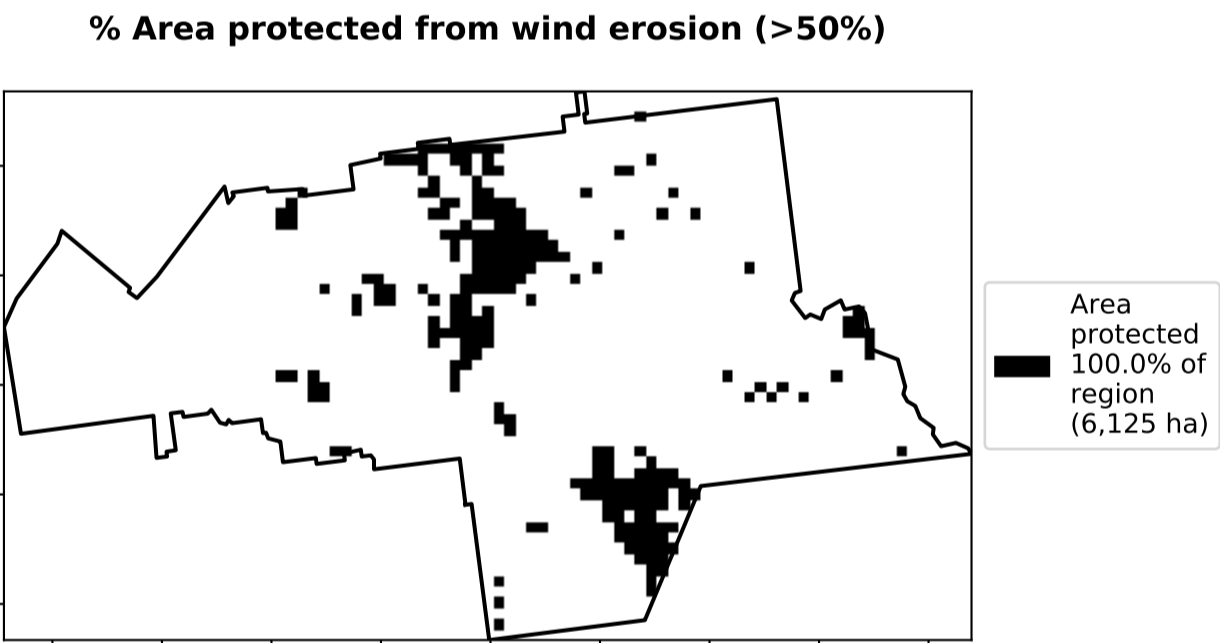 % Area protected from wind erosion (>50%)
Area
protected
100.0% of
region
(6,125 ha)